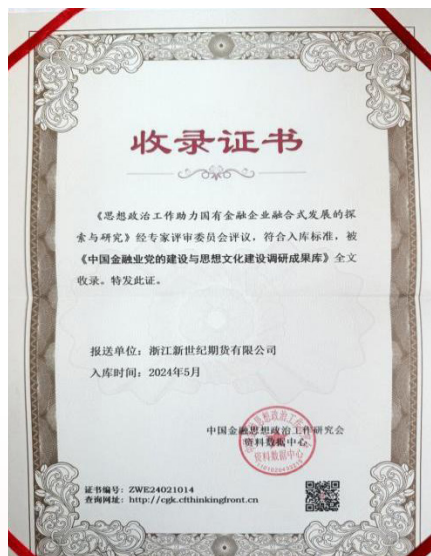 收录证书
《思想政治工作助力国有金融企业融合式发展的探
索与研究》经专家评审委员会评议，符合入库标准，被
《中国金融业党的建设与思想文化建设调研成果库》全文
收录。特发此证。
报送单位：浙江新世纪期货有限公司
入库时间：2024年5月
中国金融思想政治工作研究会
资料数据中心
资料数据中心
证书编号：ZWE24021014
查询网址：http://cgk.cfthinkingfront.cn